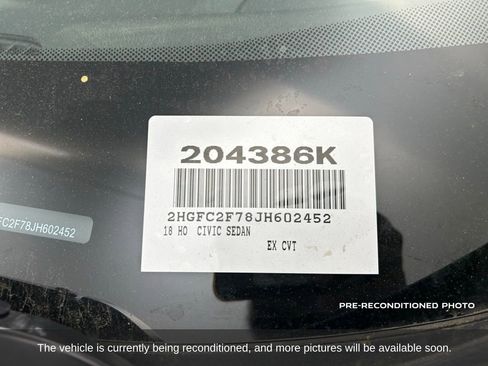 204386K
2HGFC2F78JH602452
FC2F78JH602452
18 HO CIVIC SEDAN
EX CVT
PRE-RECONDITIONED PHOTO
The vehicle is currently being reconditioned, and more pictures will be available soon.